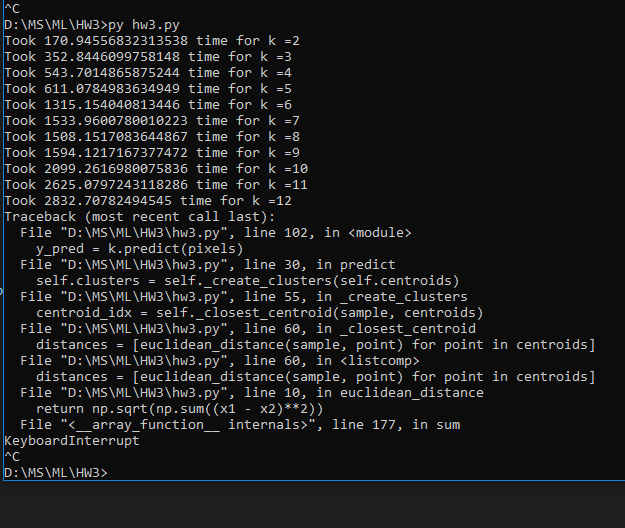 ^C
D:\MS\ML\HW3>py hw3.py
Took 170.94556832313538 time for k =2
Took 352.8446099758148 time for k =3
Took 543.7014865875244 time for k =4
Took 611.0784983634949 time for k =5
Took 1315.154040813446 time for k =6
Took 1533.9600780010223 time for k =7
Took 1508.1517083644867 time for k =8
Took 1594.1217167377472 time for k =9
Took 2099.2616980075836 time for k =10
Took 2625.0797243118286 time for k =11
Took 2832.70782494545 time for k =12
Traceback (most recent call last):
  File "D:\MS\ML\HW3\hw3.py", line 102, in <module>
    y_pred = k.predict(pixels)
  File "D:\MS\ML\HW3\hw3.py", line 30, in predict
    self.clusters = self._create_clusters(self.centroids)
  File "D:\MS\ML\HW3\hw3.py", line 55, in _create_clusters
    centroid_idx = self._closest_centroid(sample, centroids)
  File "D:\MS\ML\HW3\hw3.py", line 60, in _closest_centroid
    distances = [euclidean_distance(sample, point) for point in centroids]
  File "D:\MS\ML\HW3\hw3.py", line 60, in <listcomp>
    distances = [euclidean_distance(sample, point) for point in centroids]
  File "D:\MS\ML\HW3\hw3.py", line 10, in euclidean_distance
    return np.sqrt(np.sum((x1 - x2)**2))
  File "<__array_function__ internals>", line 177, in sum
KeyboardInterrupt
^C
D:\MS\ML\HW3>